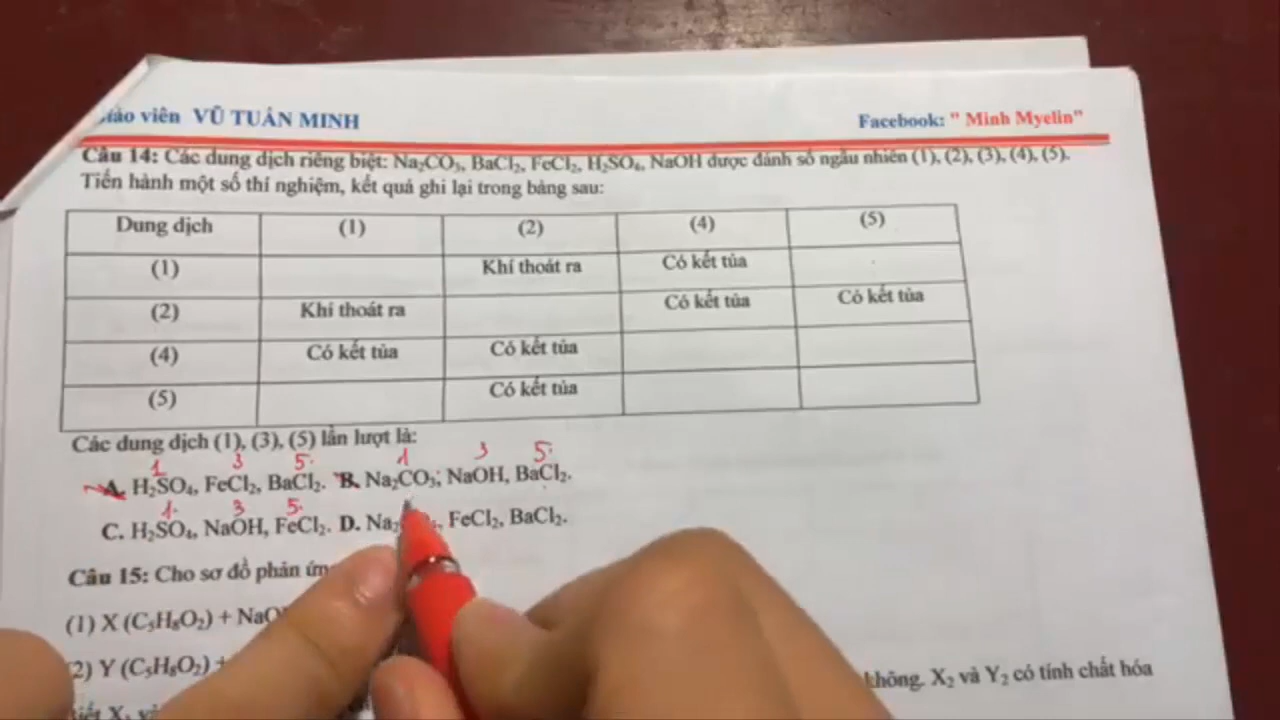 viên VŨ TUẤN MINH Facebook: " Minh Myelin"
Câu 14: Các dung dịch riêng biệt: Na₂CO₃, BaCl₂, FeCl₂, H₂SO₄, NaOH được đánh số ngẫu nhiên (1), (2), (3), (4), (5).
Tiến hành một số thí nghiệm, kết quả ghi lại trong bảng sau:
Dung dịch (1) (2) (4) (5)
(1) Khí thoát ra Có kết tủa
(2) Khí thoát ra Có kết tủa Có kết tủa
(4) Có kết tủa Có kết tủa
(5) Có kết tủa
Các dung dịch (1), (3), (5) lần lượt là:
1 3 5 1 3 5
A. H₂SO₄, FeCl₂, BaCl₂. B. Na₂CO₃; NaOH, BaCl₂.
1 3 5
C. H₂SO₄, NaOH, FeCl₂. D. FeCl₂, BaCl₂.
Câu 15: Cho sơ đồ phản
(1) X (C₅H₈O₂) +
2) Y (C₅H₈O₂) + không. X₂ và Y₂ có tính chất hóa